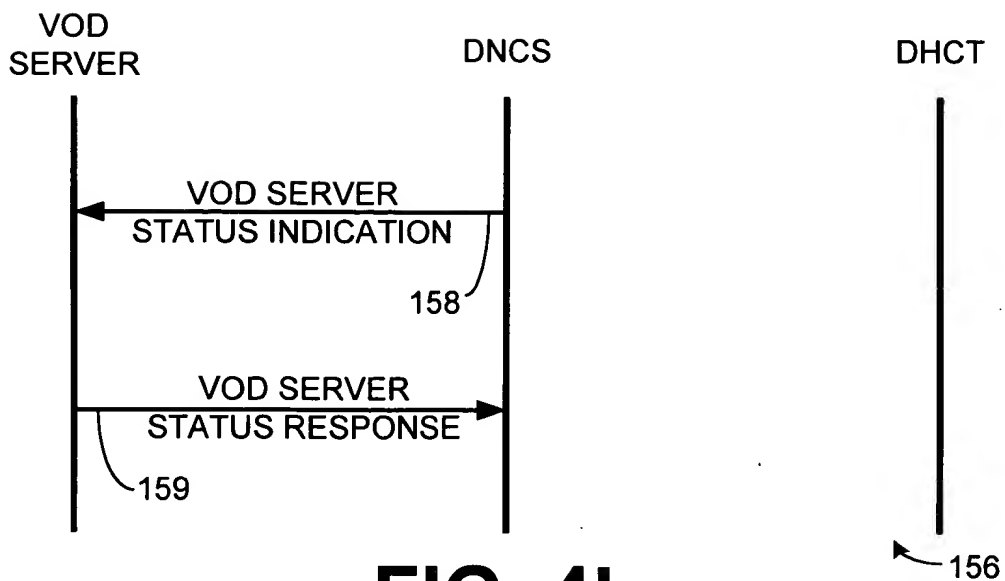 VOD
SERVER
DNCS
DHCT
VOD SERVER
STATUS INDICATION
158
VOD SERVER
STATUS RESPONSE
159
156